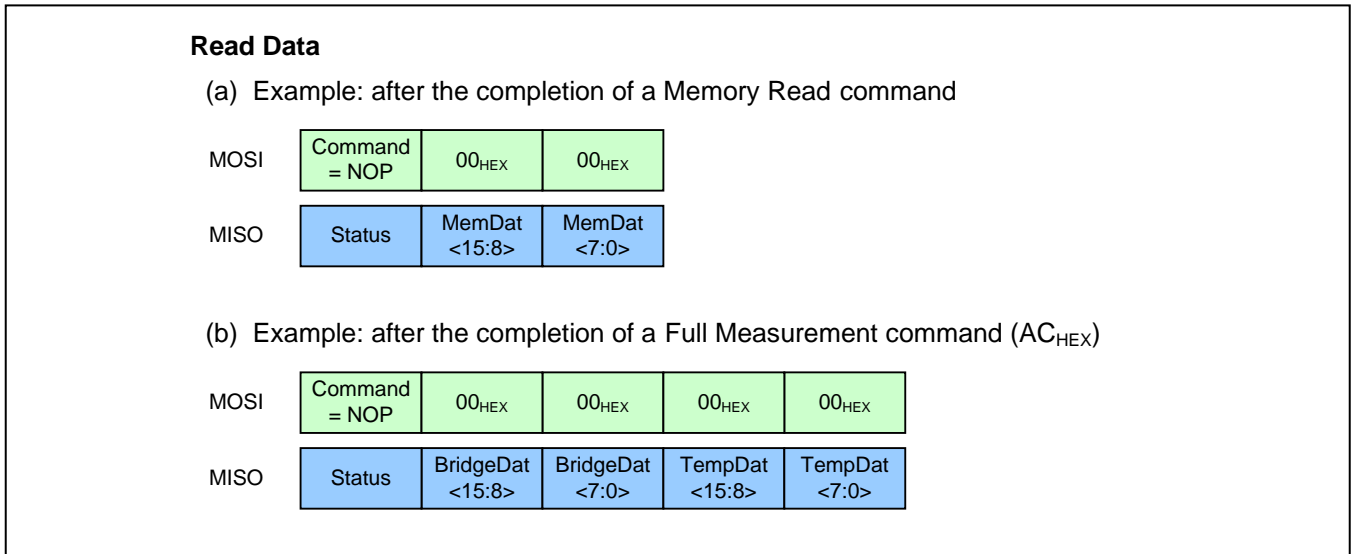 Read Data
(a) Example: after the completion of a Memory Read command
MOSI Command = NOP 00HEX 00HEX
MISO Status MemDat <15:8> MemDat <7:0>
(b) Example: after the completion of a Full Measurement command (ACHEX)
MOSI Command = NOP 00HEX 00HEX 00HEX 00HEX
MISO Status BridgeDat <15:8> BridgeDat <7:0> TempDat <15:8> TempDat <7:0>